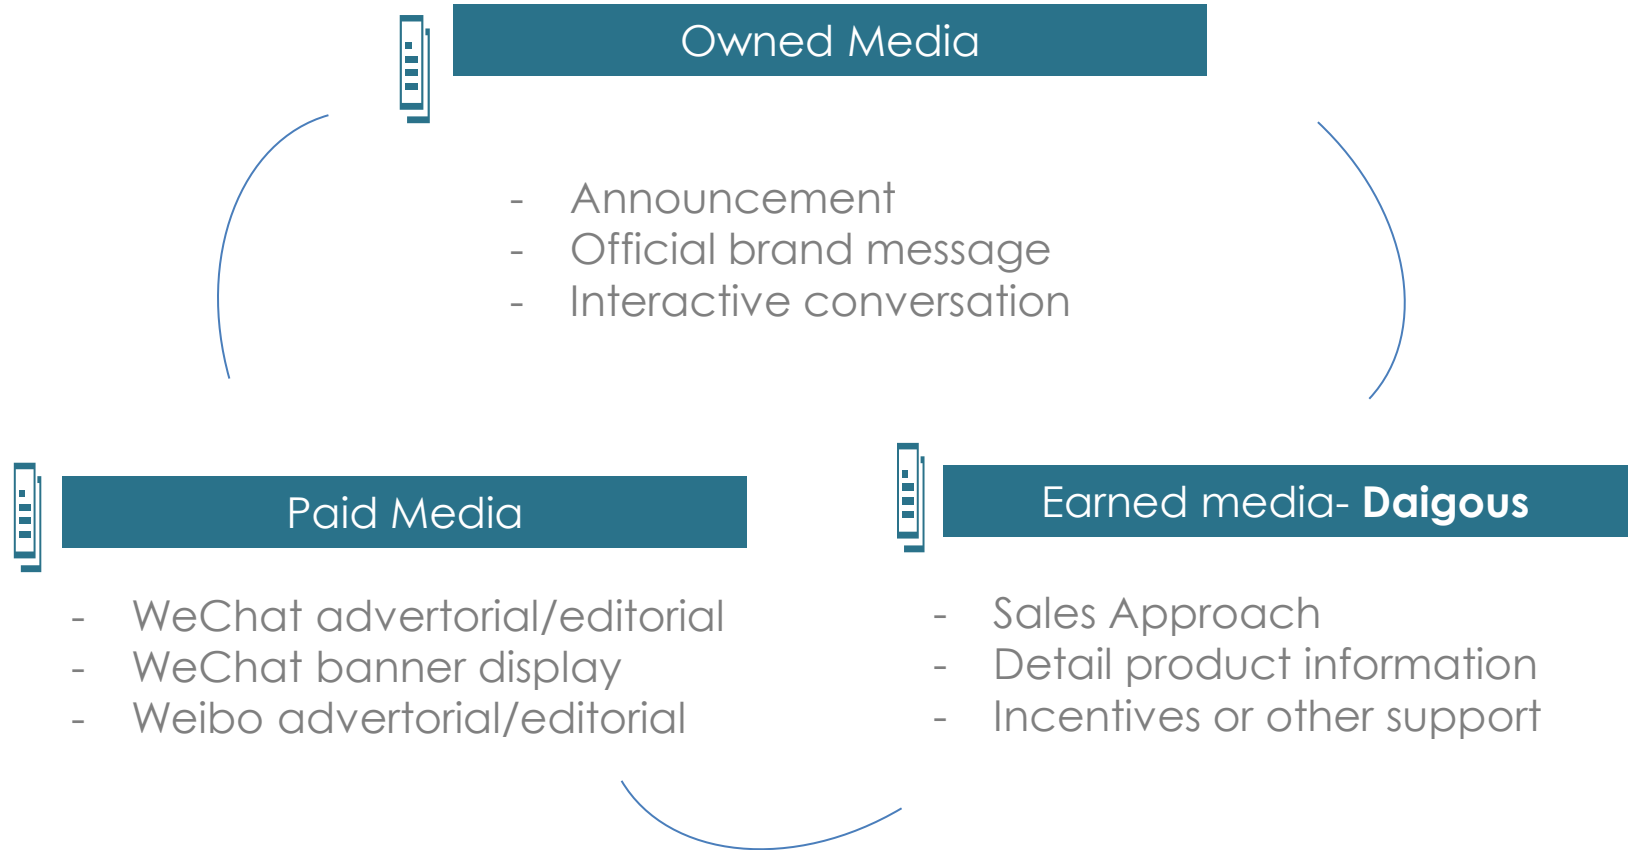 Owned Media
- Announcement
- Official brand message
- Interactive conversation
Paid Media
- WeChat advertorial/editorial
- WeChat banner display
- Weibo advertorial/editorial
Earned media- Daigous
- Sales Approach
- Detail product information
- Incentives or other support